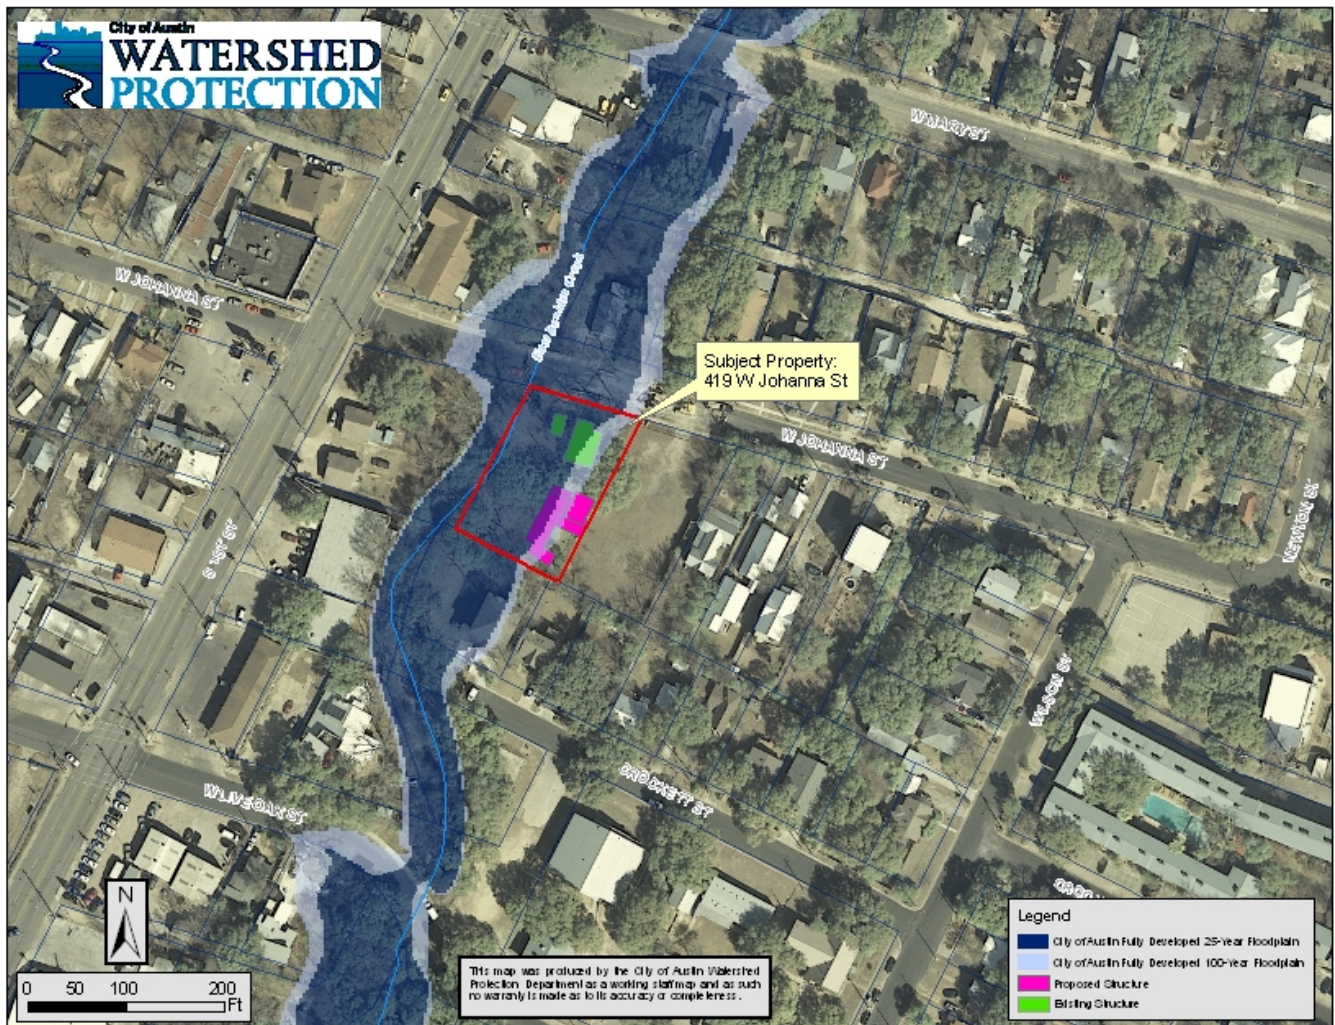 City of Austin
WATERSHED
PROTECTION
W MARY ST
W JOHANNA ST
Subject Property:
419 W Johanna St
W JOHANNA ST
NEWTON ST
S 1ST ST
WILSON ST
CROCKETT ST
W LIVE OAK ST
N
0 50 100 200
Ft
This map was produced by the City of Austin Watershed
Protection Department as a working staff map and as such
no warranty is made as to its accuracy or completeness.
Legend
City of Austin Fully Developed 25-Year Floodplain
City of Austin Fully Developed 100-Year Floodplain
Proposed Structure
Existing Structure